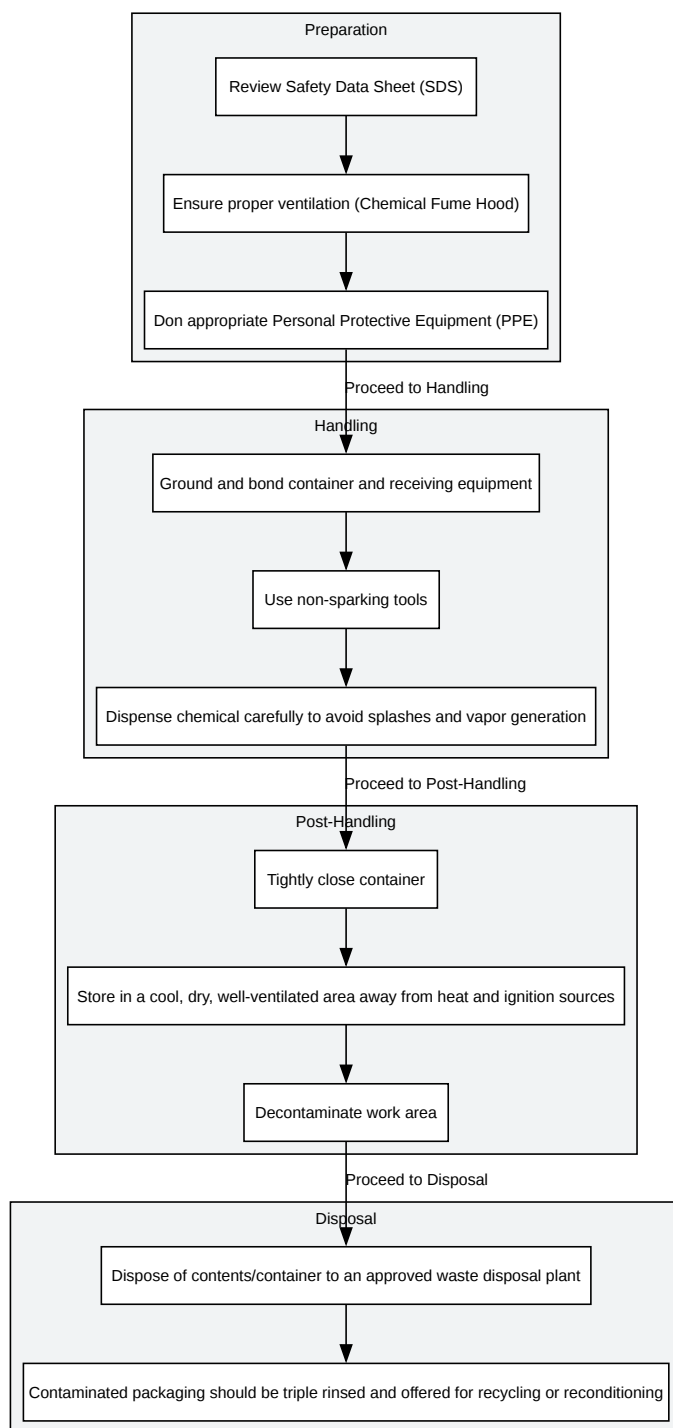 Preparation
Review Safety Data Sheet (SDS)
Ensure proper ventilation (Chemical Fume Hood)
Don appropriate Personal Protective Equipment (PPE)
Proceed to Handling
Handling
Ground and bond container and receiving equipment
Use non-sparking tools
Dispense chemical carefully to avoid splashes and vapor generation
Proceed to Post-Handling
Post-Handling
Tightly close container
Store in a cool, dry, well-ventilated area away from heat and ignition sources
Decontaminate work area
Proceed to Disposal
Disposal
Dispose of contents/container to an approved waste disposal plant
Contaminated packaging should be triple rinsed and offered for recycling or reconditioning